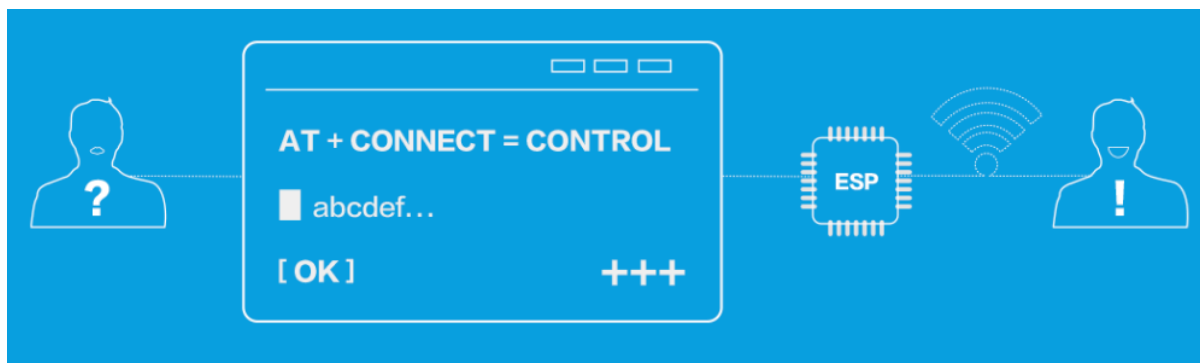 AT + CONNECT = CONTROL
abcdef...
[ OK ]
+++
?
ESP
!